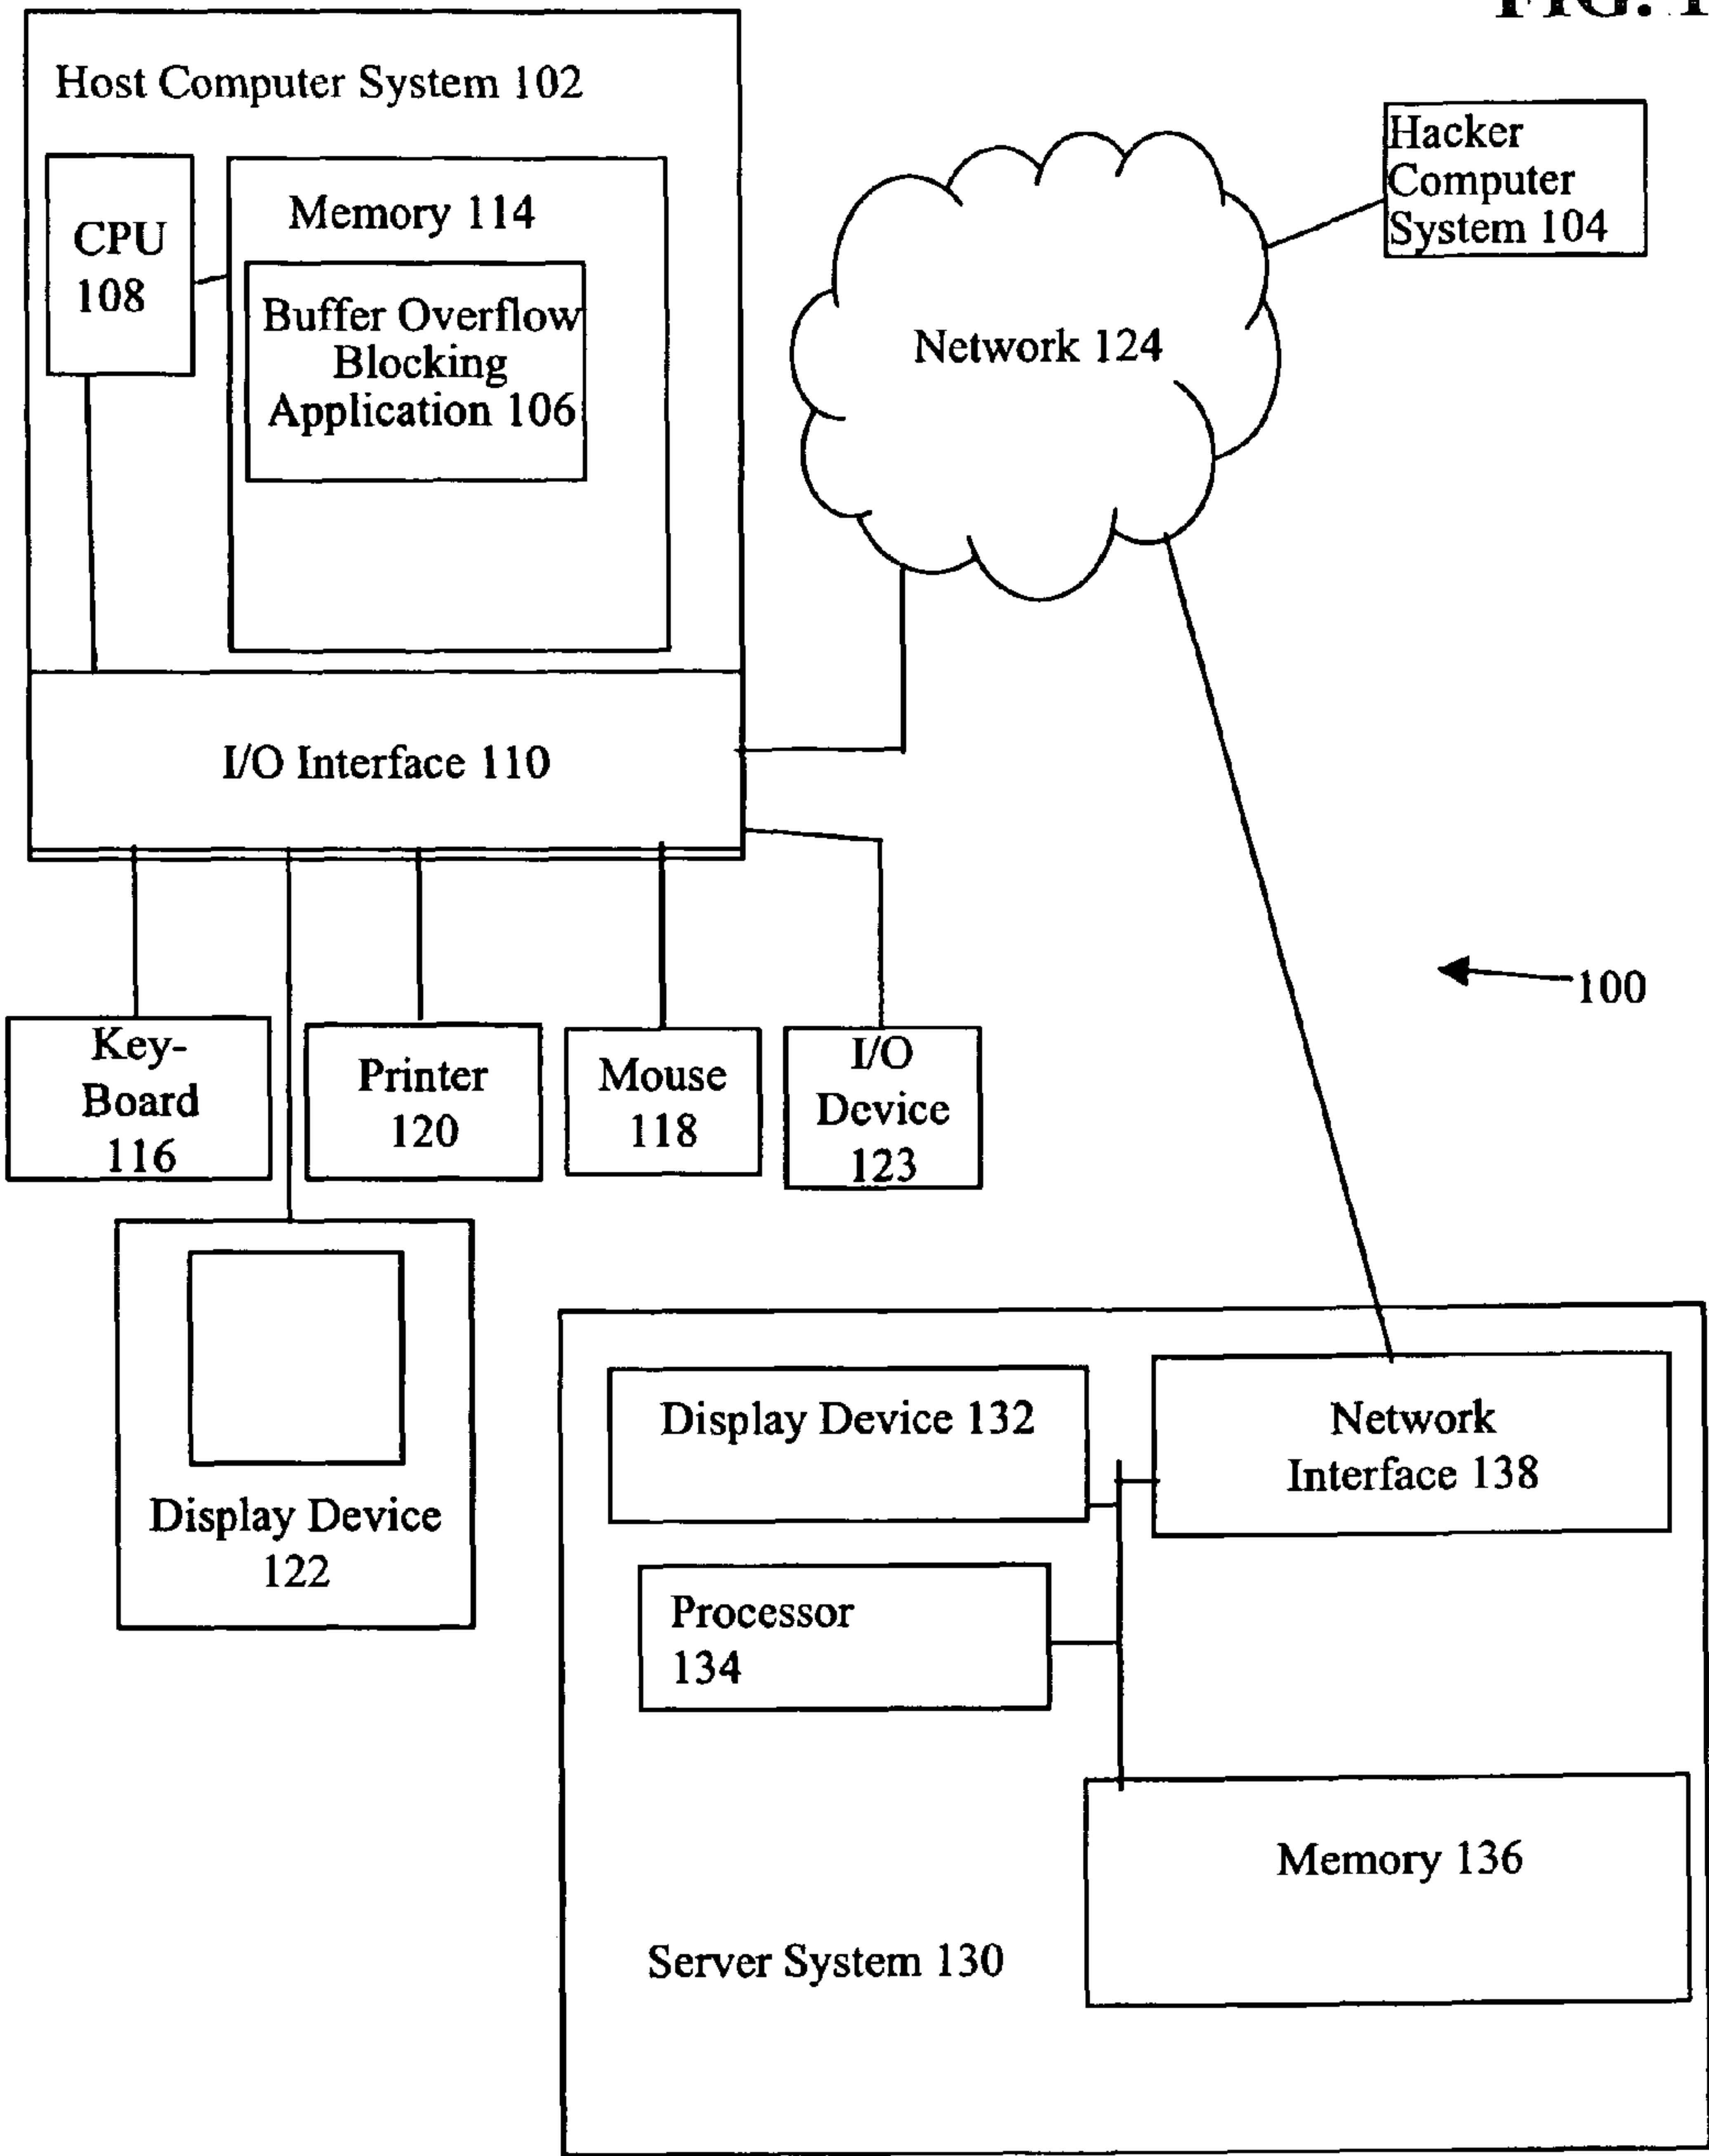 FIG. 1
Host Computer System 102
CPU
108
Memory 114
Buffer Overflow
Blocking
Application 106
I/O Interface 110
Network 124
Hacker
Computer
System 104
100
Key-
Board
116
Printer
120
Mouse
118
I/O
Device
123
Display Device
122
Display Device 132
Network
Interface 138
Processor
134
Memory 136
Server System 130